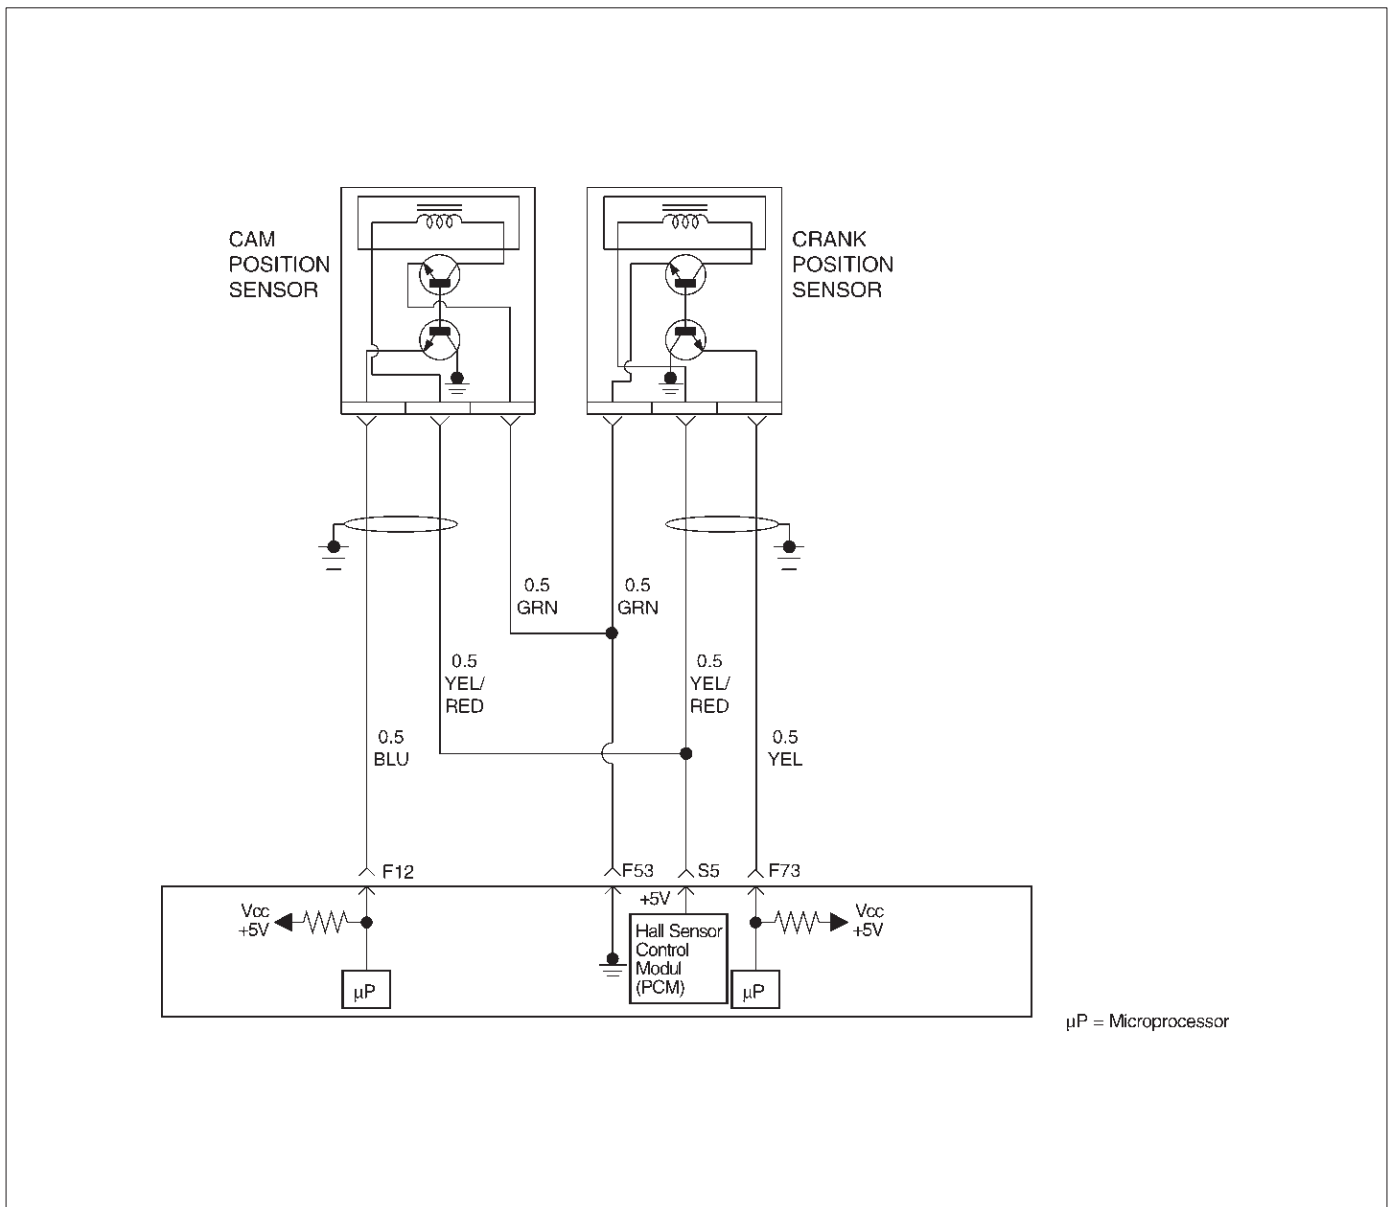 CAM
POSITION
SENSOR
CRANK
POSITION
SENSOR
0.5
GRN
0.5
GRN
0.5
YEL/
RED
0.5
YEL/
RED
0.5
BLU
0.5
YEL
F12
F53
S5
F73
Vcc
+5V
+5V
Hall Sensor
Control
Modul
(PCM)
Vcc
+5V
µP
µP
µP = Microprocessor